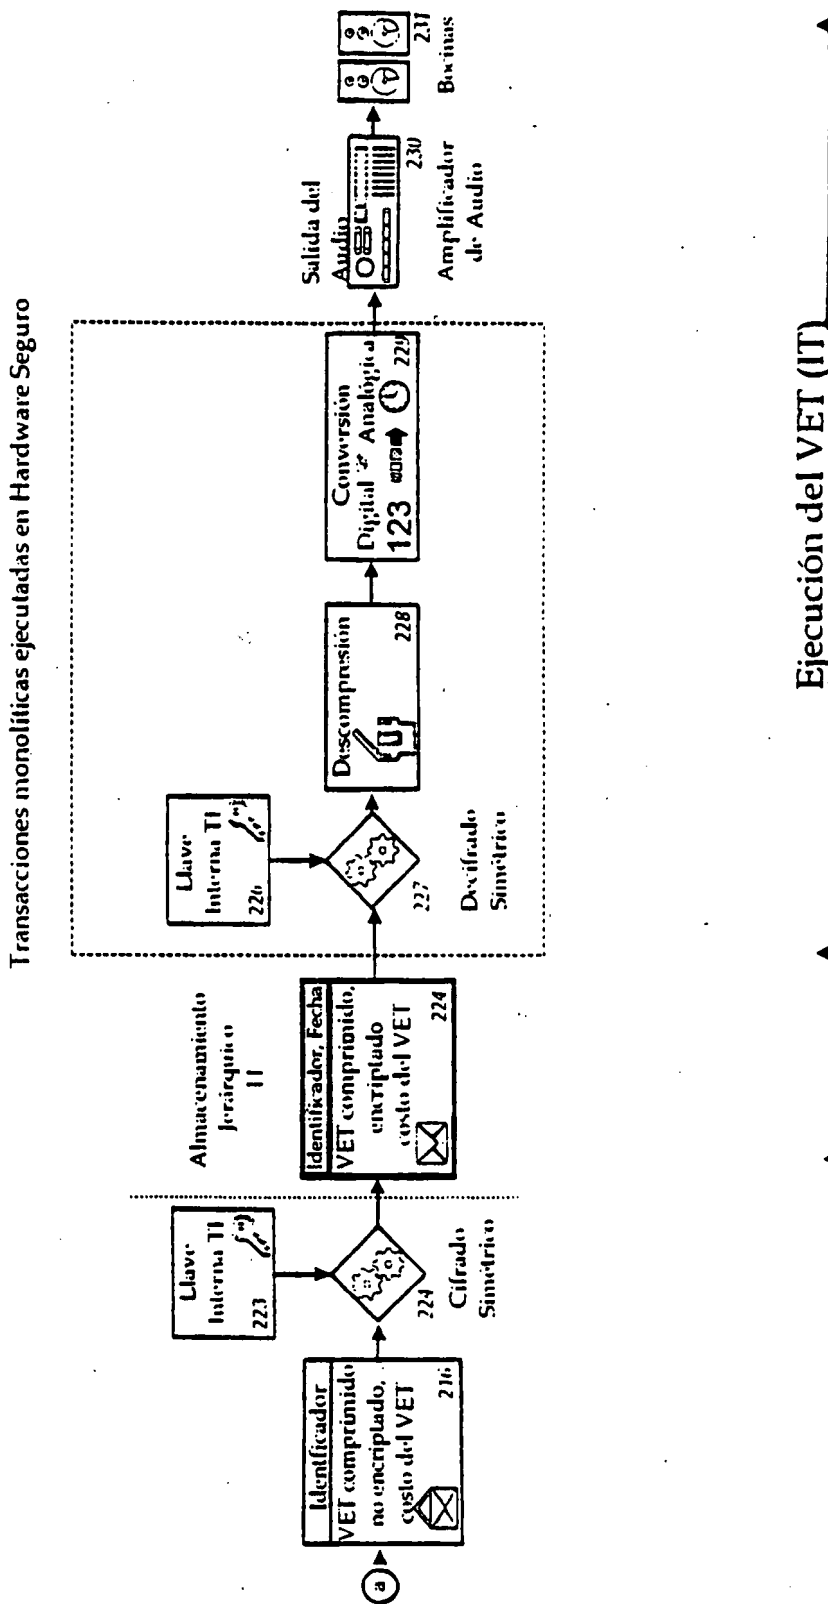 Transacciones monolíticas ejecutadas en Hardware Seguro
a
Identficador
VET comprimido
no encriptado,
costo del VET
216
Llave
Interna TI
223
224
Cifrado
Simétrico
Almacenamiento
Jerárquico
II
Identificador, Fecha
VET comprimido,
encriptado
costo del VET
224
Llave
Interna TI
226
227
Decifrado
Simétrico
Descompresión
228
Conversión
Digital Analógica
123
229
Salida del
Audio
230
Amplificador
de Audio
231
Bocinas
Ejecución del VET (IT)